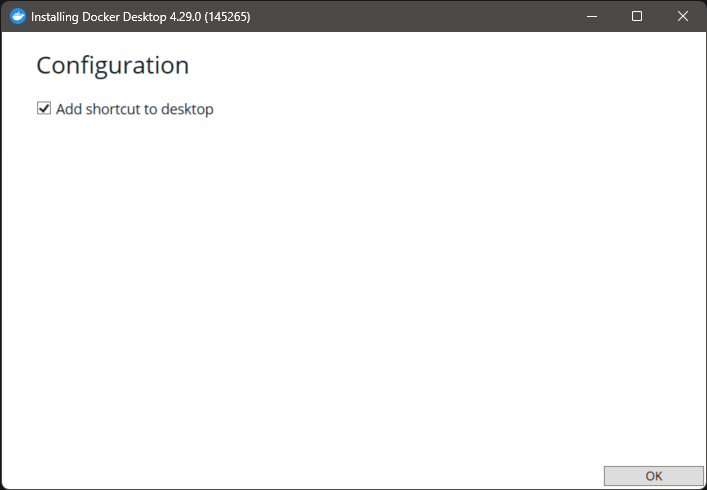 Installing Docker Desktop 4.29.0 (145265)
Configuration
Add shortcut to desktop
OK